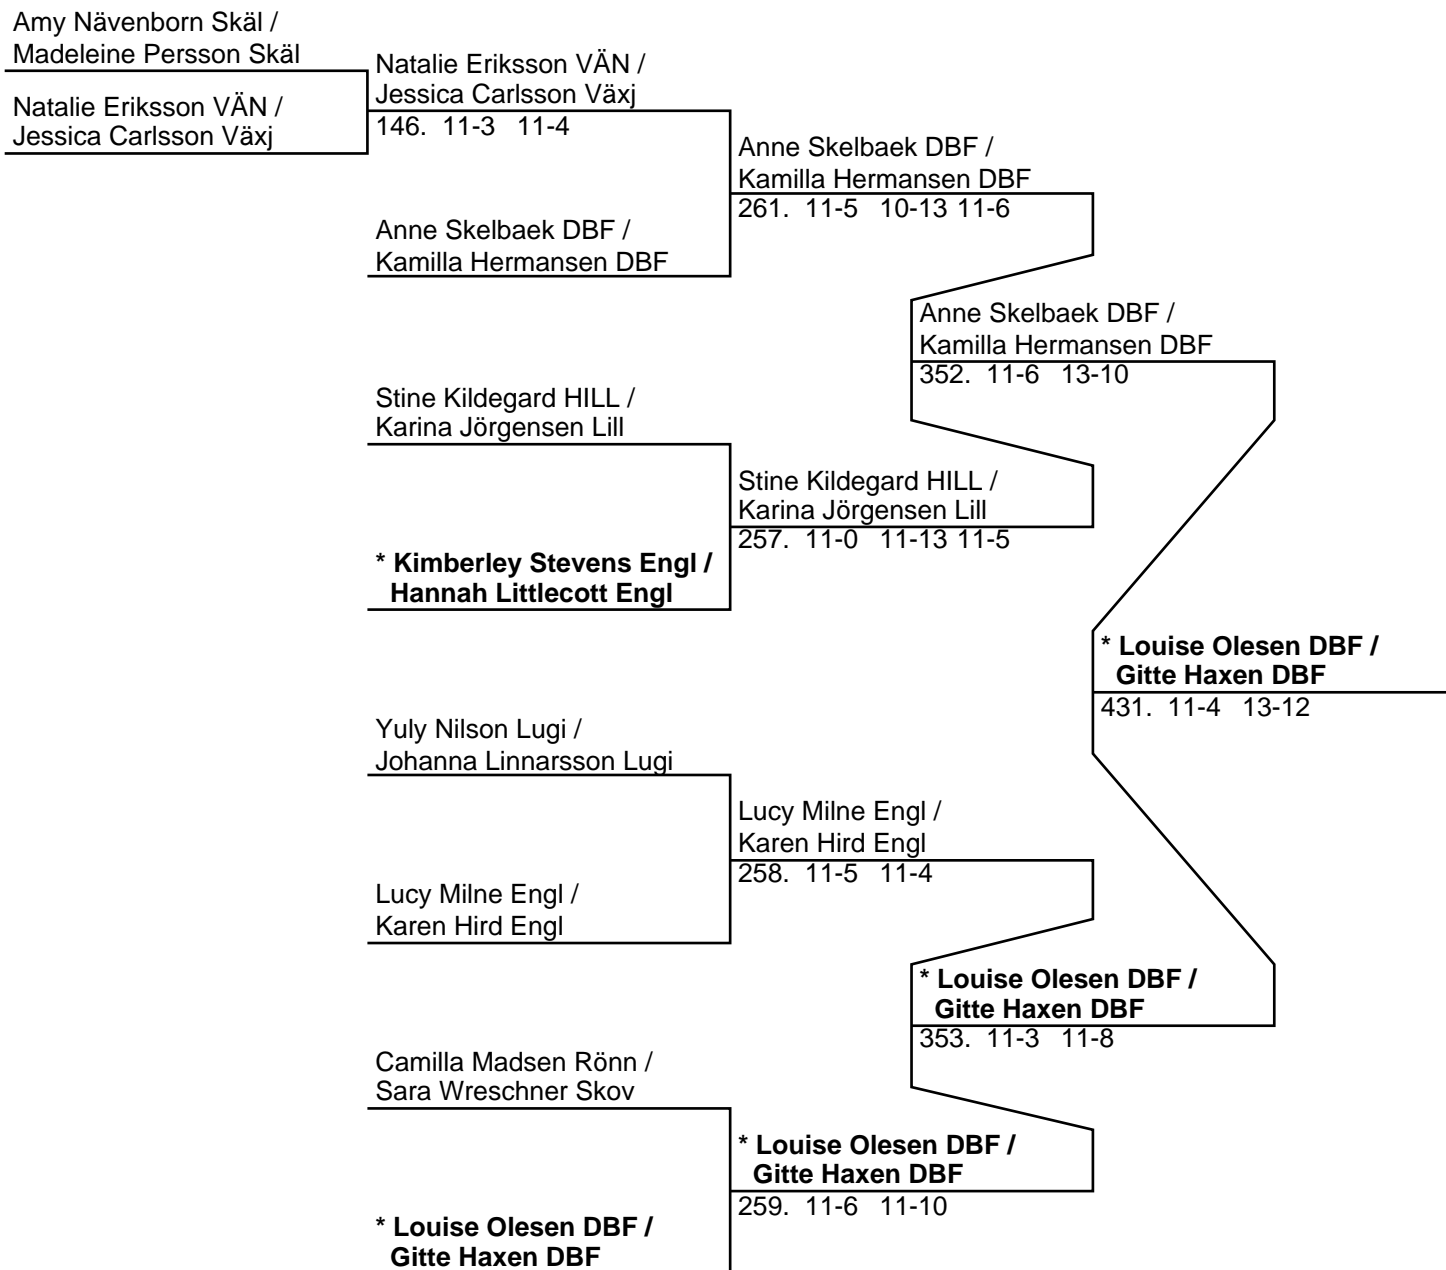 Amy Nävenborn Skäl /
Madeleine Persson Skäl
Natalie Eriksson VÄN /
Jessica Carlsson Växj
Natalie Eriksson VÄN /
Jessica Carlsson Växj
146. 11-3 11-4
Anne Skelbaek DBF /
Kamilla Hermansen DBF
Anne Skelbaek DBF /
Kamilla Hermansen DBF
261. 11-5 10-13 11-6
Stine Kildegard HILL /
Karina Jörgensen Lill
* Kimberley Stevens Engl /
Hannah Littlecott Engl
Stine Kildegard HILL /
Karina Jörgensen Lill
257. 11-0 11-13 11-5
Anne Skelbaek DBF /
Kamilla Hermansen DBF
352. 11-6 13-10
Yuly Nilson Lugi /
Johanna Linnarsson Lugi
Lucy Milne Engl /
Karen Hird Engl
Lucy Milne Engl /
Karen Hird Engl
258. 11-5 11-4
Camilla Madsen Rönn /
Sara Wreschner Skov
* Louise Olesen DBF /
Gitte Haxen DBF
* Louise Olesen DBF /
Gitte Haxen DBF
259. 11-6 11-10
* Louise Olesen DBF /
Gitte Haxen DBF
353. 11-3 11-8
* Louise Olesen DBF /
Gitte Haxen DBF
431. 11-4 13-12